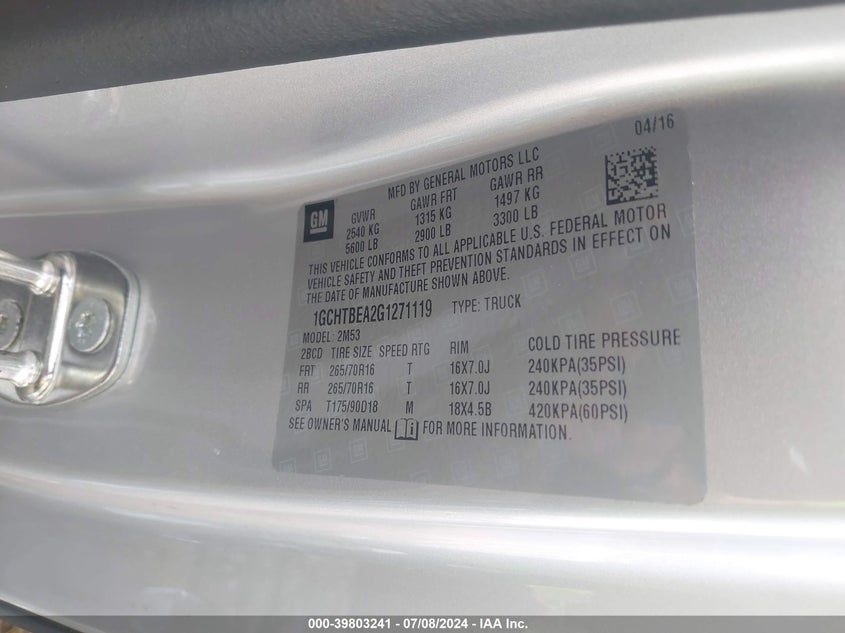 04/16
MFD BY GENERAL MOTORS LLC
GM
GVWR GAWR FRT GAWR RR
2540 KG 1315 KG 1497 KG
5600 LB 2900 LB 3300 LB
THIS VEHICLE CONFORMS TO ALL APPLICABLE U.S. FEDERAL MOTOR
VEHICLE SAFETY AND THEFT PREVENTION STANDARDS IN EFFECT ON
THE DATE OF MANUFACTURE SHOWN ABOVE.
1GCHTBEA2G1271119 TYPE: TRUCK
MODEL: 2M53
2BCD TIRE SIZE SPEED RTG RIM COLD TIRE PRESSURE
FRT 265/70R16 T 16X7.0J 240KPA(35PSI)
RR 265/70R16 T 16X7.0J 240KPA(35PSI)
SPA T175/90D18 M 18X4.5B 420KPA(60PSI)
SEE OWNER'S MANUAL FOR MORE INFORMATION.
000-39803241 - 07/08/2024 - IAA Inc.